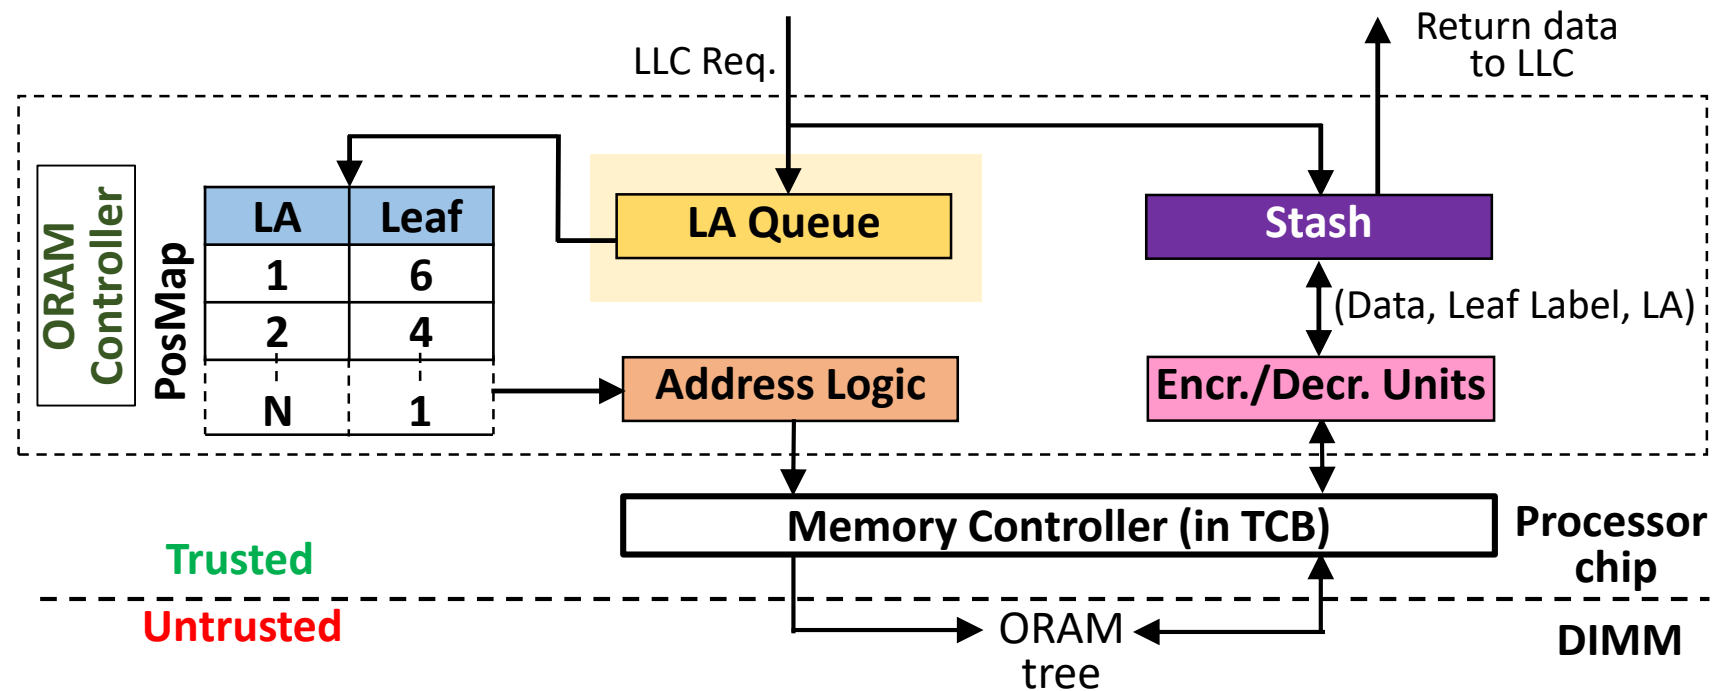 LLC Req.
Return data
to LLC
ORAM
Controller
PosMap
LA Leaf
1 6
2 4
N 1
LA Queue
Stash
(Data, Leaf Label, LA)
Address Logic
Encr./Decr. Units
Memory Controller (in TCB)
Processor
chip
Trusted
Untrusted
ORAM
tree
DIMM